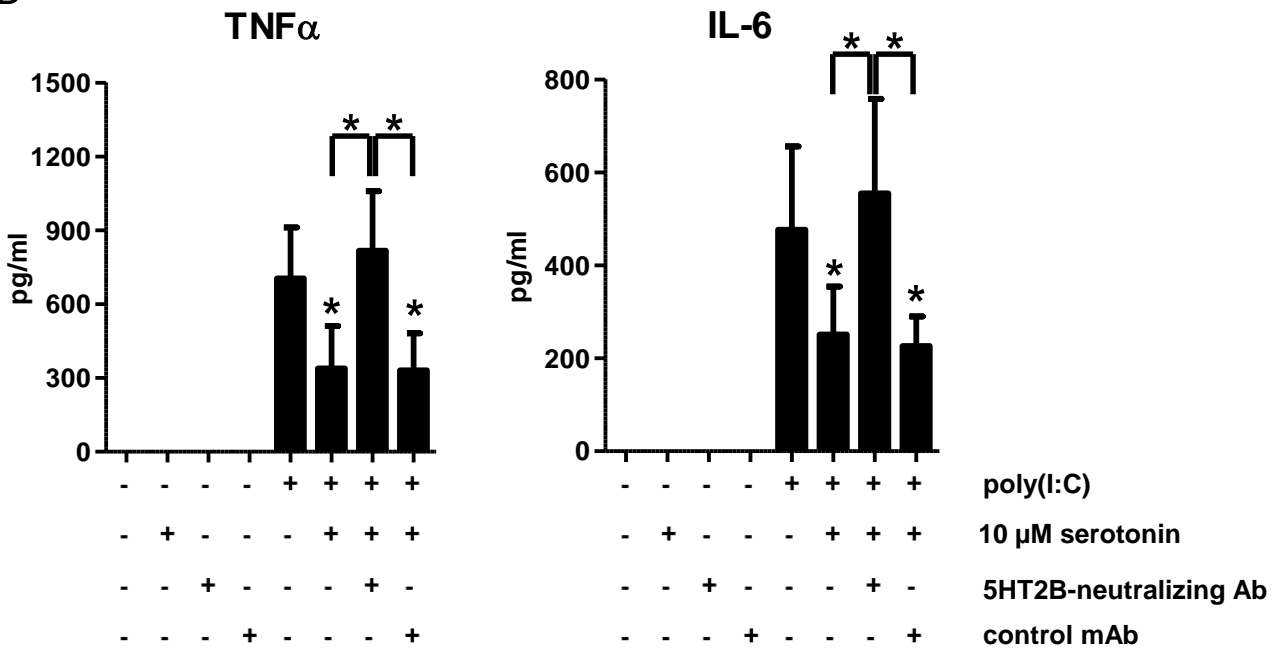 TNFα
IL-6
* *
* *
1500
1200
900
600
300
0
pg/ml
* *
800
600
400
200
0
pg/ml
* *
- - - - + + + + - - - - + + + + poly(I:C)
- + - - - + + + - + - - - + + + 10 µM serotonin
- - + - - - + - - - + - - - + - 5HT2B-neutralizing Ab
- - - + - - - + - - - + - - - + control mAb